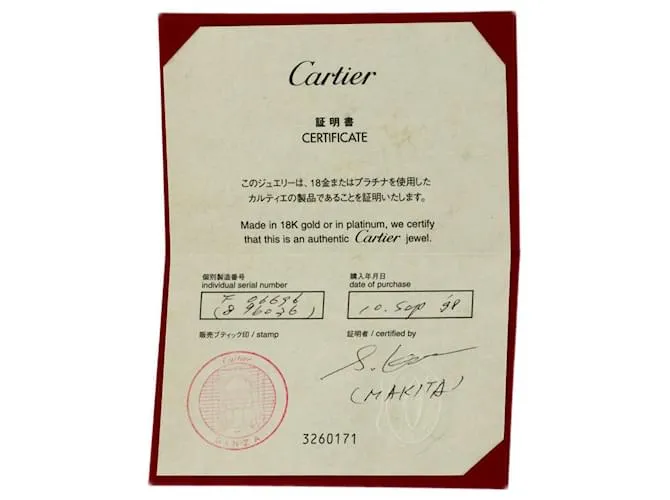 Cartier
証明書
CERTIFICATE
このジュエリーは、18金またはプラチナを使用した
カルティエの製品であることを証明いたします。
Made in 18K gold or in platinum, we certify
that this is an authentic Cartier jewel.
個別製造番号
individual serial number
購入年月日
date of purchase
10. Sep '98
販売ブティック印 / stamp
証明者 / certified by
S.
(MAKITA)
Cartier
GINZA
3260171